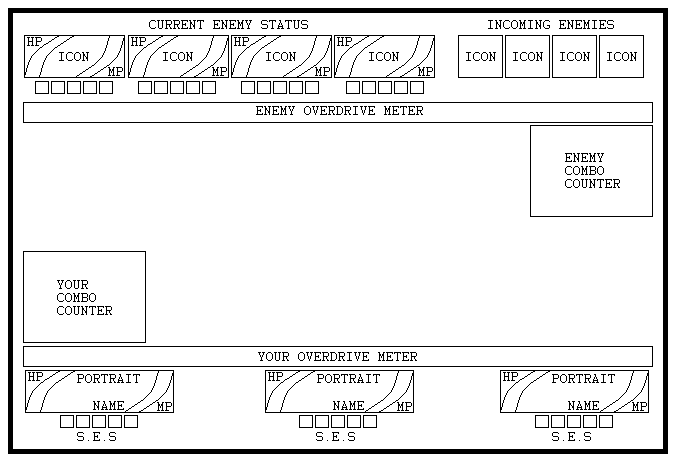 CURRENT ENEMY STATUS INCOMING ENEMIES
HP ICON MP HP ICON MP HP ICON MP HP ICON MP ICON ICON ICON ICON
ENEMY OVERDRIVE METER
ENEMY
COMBO
COUNTER
YOUR
COMBO
COUNTER
YOUR OVERDRIVE METER
HP PORTRAIT HP PORTRAIT HP PORTRAIT
NAME MP NAME MP NAME MP
S.E.S S.E.S S.E.S